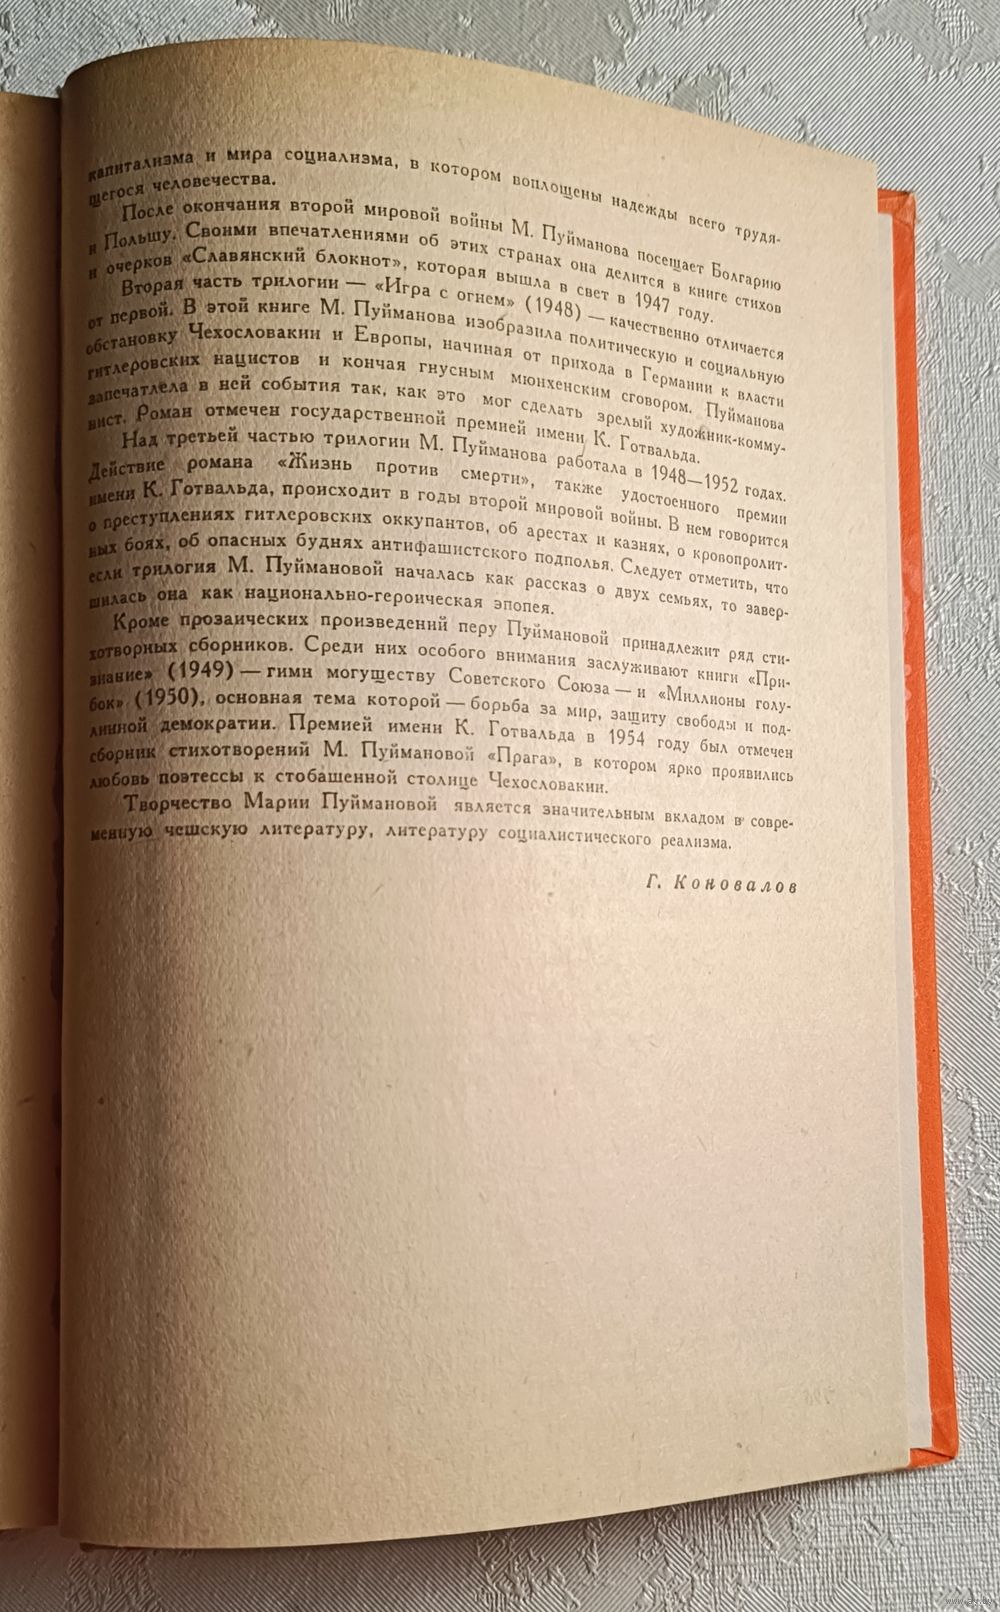 капитализма и мира социализма, в котором воплощены надежды всего трудя-
щегося человечества.
После окончания второй мировой войны М. Пуйманова посещает Болгарию
и Польшу. Своими впечатлениями об этих странах она делится в книге стихов
и очерков «Славянский блокнот», которая вышла в свет в 1947 году.
Вторая часть трилогии — «Игра с огнем» (1948) — качественно отличается
от первой. В этой книге М. Пуйманова изобразила политическую и социальную
обстановку Чехословакии и Европы, начиная от прихода в Германии к власти
гитлеровских нацистов и кончая гнусным мюнхенским сговором. Пуйманова
запечатлела в ней события так, как это мог сделать зрелый художник-комму-
нист. Роман отмечен государственной премией имени К. Готвальда.
Над третьей частью трилогии М. Пуйманова работала в 1948—1952 годах.
Действие романа «Жизнь против смерти», также удостоенного премии
имени К. Готвальда, происходит в годы второй мировой войны. В нем говорится
о преступлениях гитлеровских оккупантов, об арестах и казнях, о кровопролит-
ных боях, об опасных буднях антифашистского подполья. Следует отметить, что
если трилогия М. Пуймановой началась как рассказ о двух семьях, то завер-
шилась она как национально-героическая эпопея.
Кроме прозаических произведений перу Пуймановой принадлежит ряд сти-
хотворных сборников. Среди них особого внимания заслуживают книги «При-
знание» (1949) — гимн могуществу Советского Союза — и «Миллионы голу-
бок» (1950), основная тема которой — борьба за мир, защиту свободы и под-
линной демократии. Премией имени К. Готвальда в 1954 году был отмечен
сборник стихотворений М. Пуймановой «Прага», в котором ярко проявились
любовь поэтессы к стобашенной столице Чехословакии.
Творчество Марии Пуймановой является значительным вкладом в совре-
менную чешскую литературу, литературу социалистического реализма.
Г. Коновалов